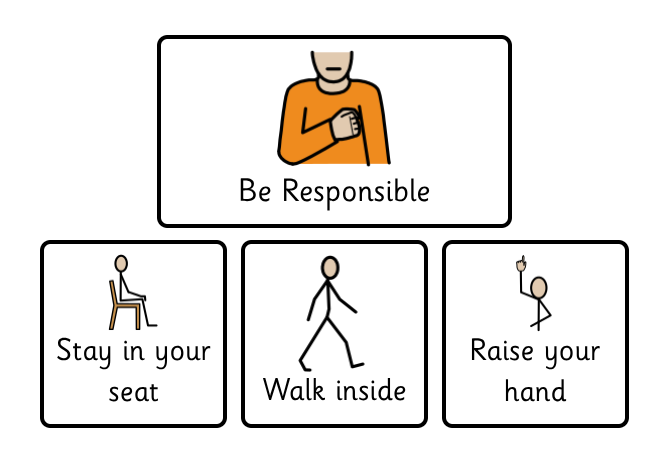 Be Responsible
Stay in your
seat
Walk inside
Raise your
hand